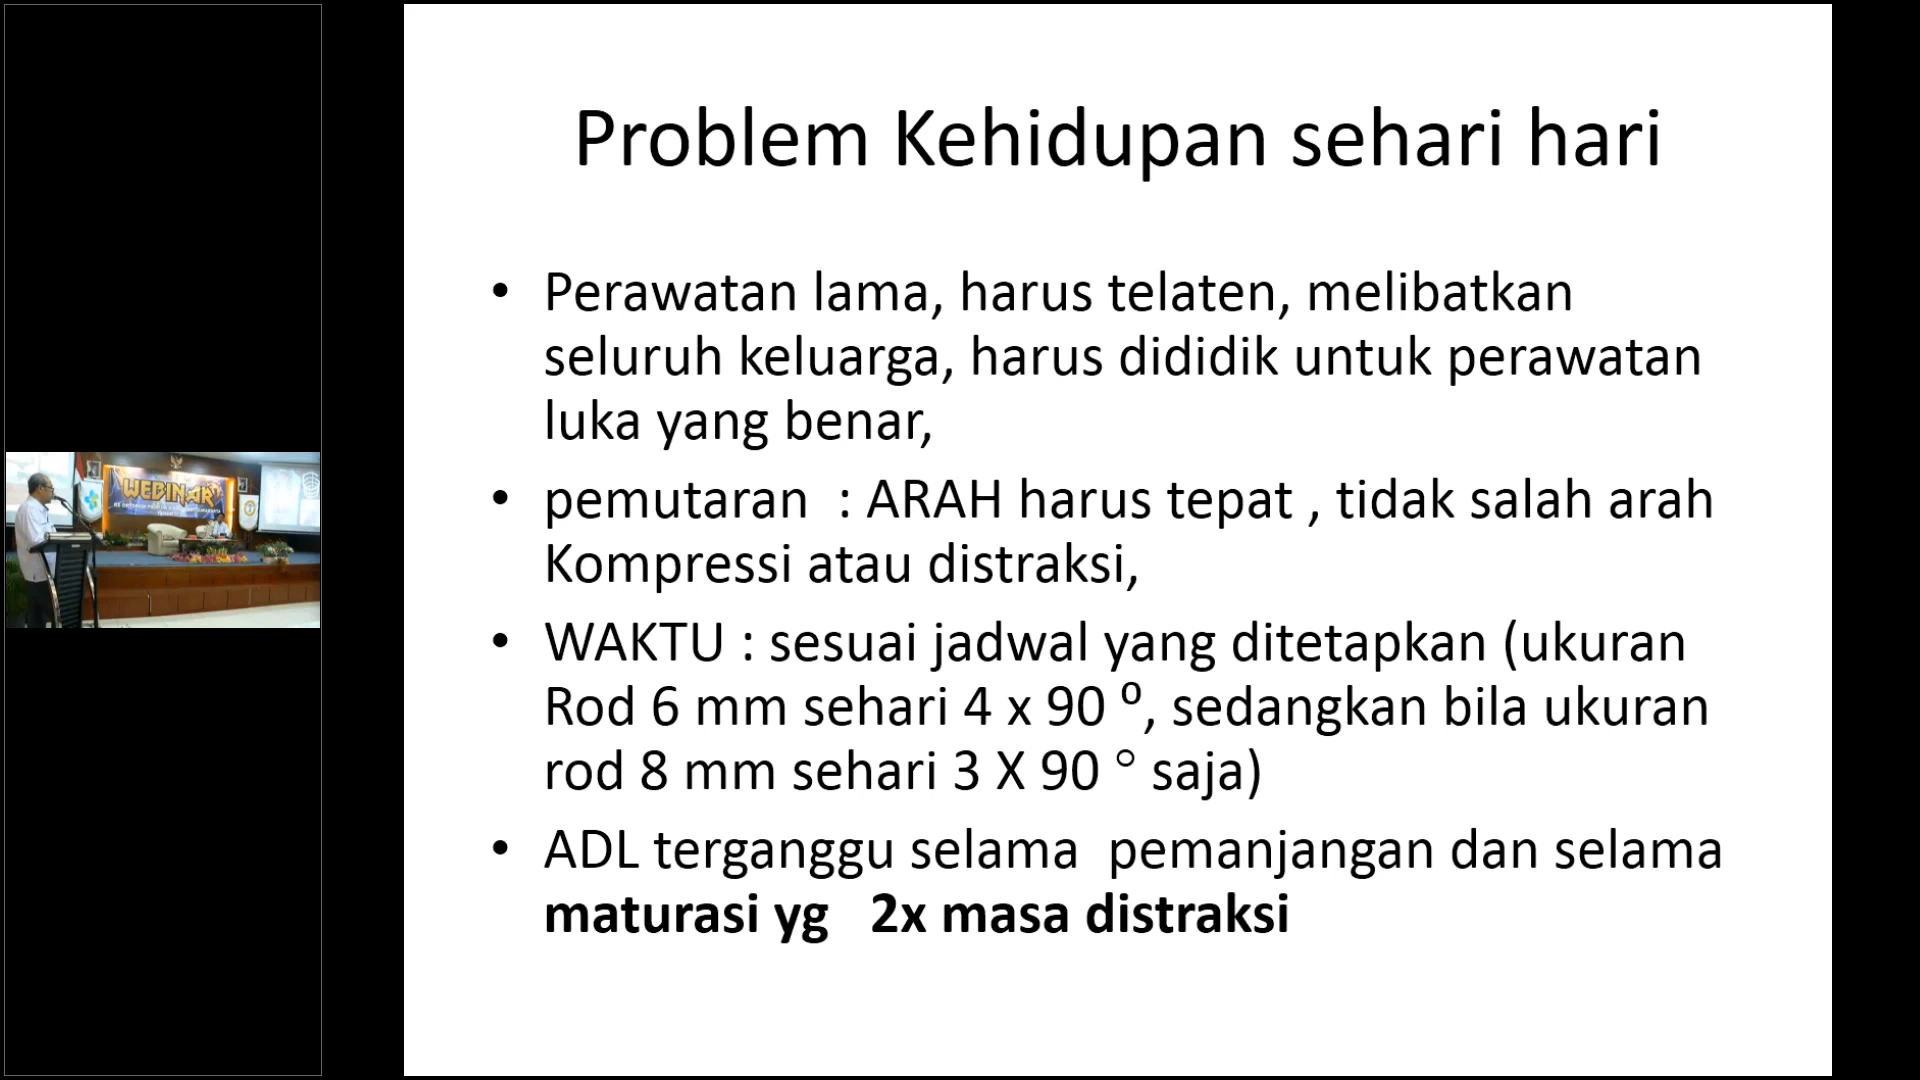 Problem Kehidupan sehari hari
• Perawatan lama, harus telaten, melibatkan
seluruh keluarga, harus dididik untuk perawatan
luka yang benar,
• pemutaran  : ARAH harus tepat , tidak salah arah
Kompressi atau distraksi,
• WAKTU : sesuai jadwal yang ditetapkan (ukuran
Rod 6 mm sehari 4 x 90 ⁰, sedangkan bila ukuran
rod 8 mm sehari 3 X 90 ° saja)
• ADL terganggu selama  pemanjangan dan selama
maturasi yg   2x masa distraksi
WEBINAR